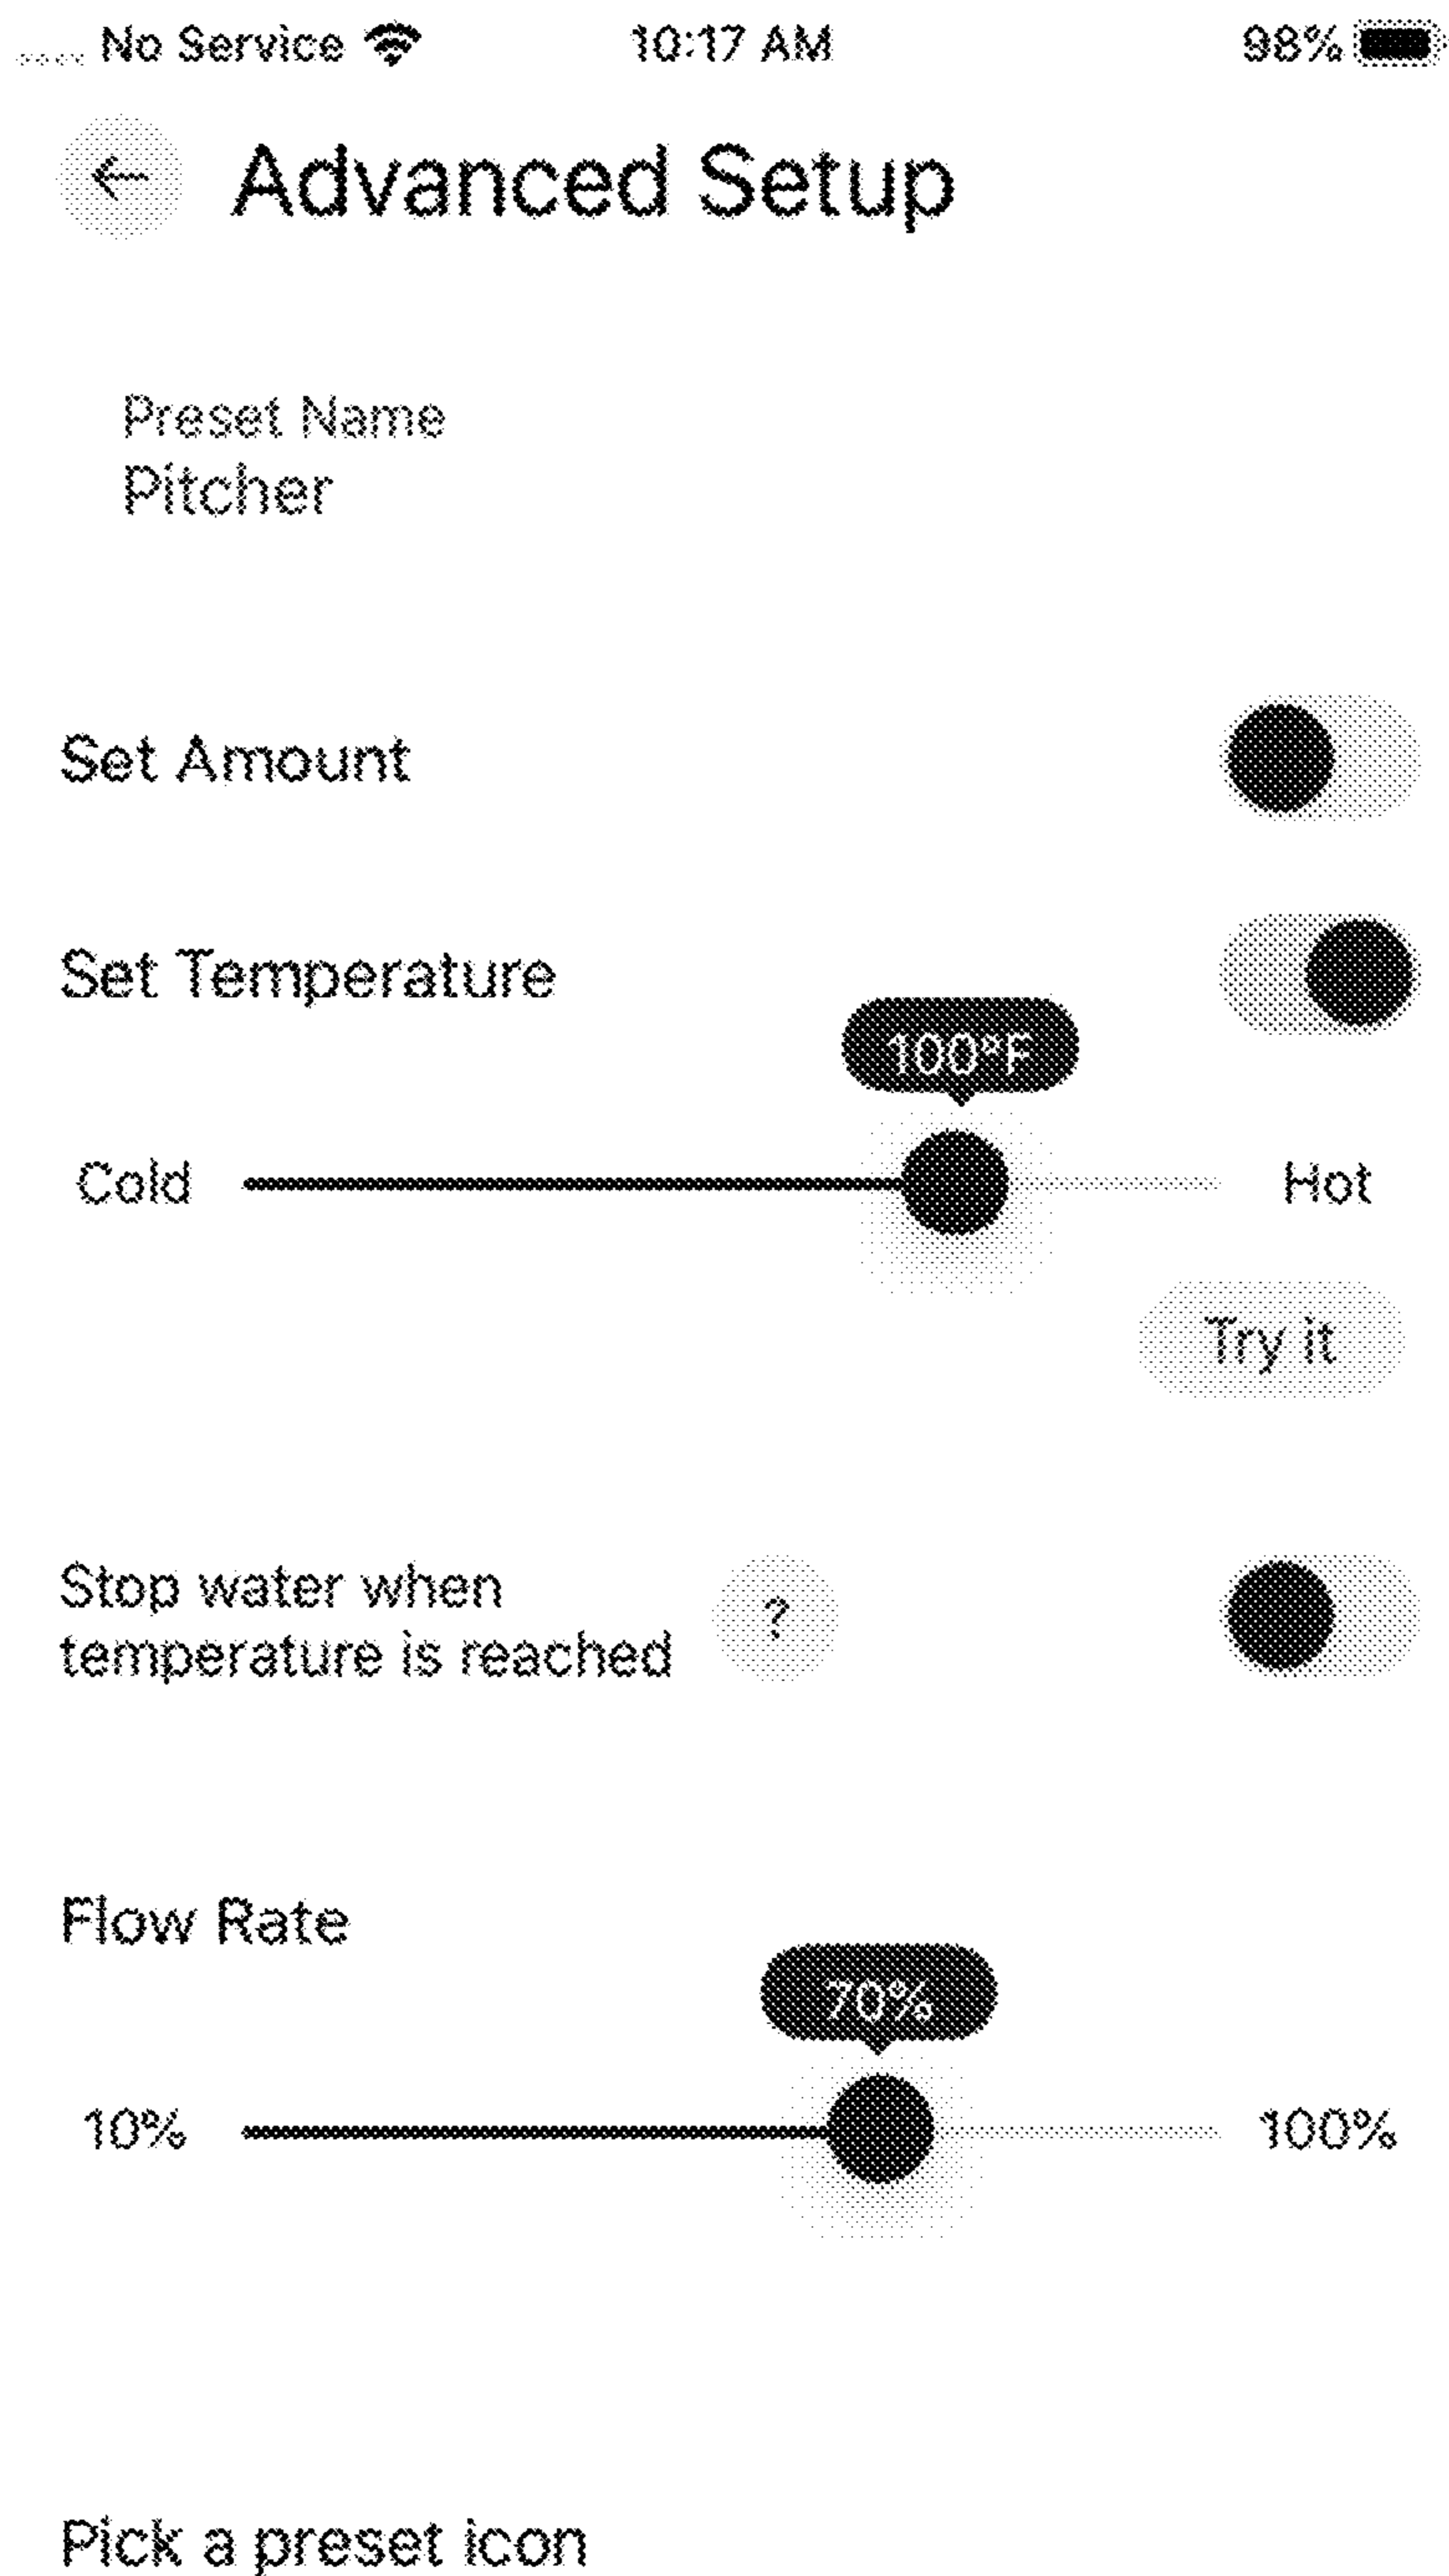 No Service 10:17 AM 98%
← Advanced Setup
Preset Name
Pitcher
Set Amount
Set Temperature
100°F
Cold Hot
Try it
Stop water when
temperature is reached ?
Flow Rate
70%
10% 100%
Pick a preset icon